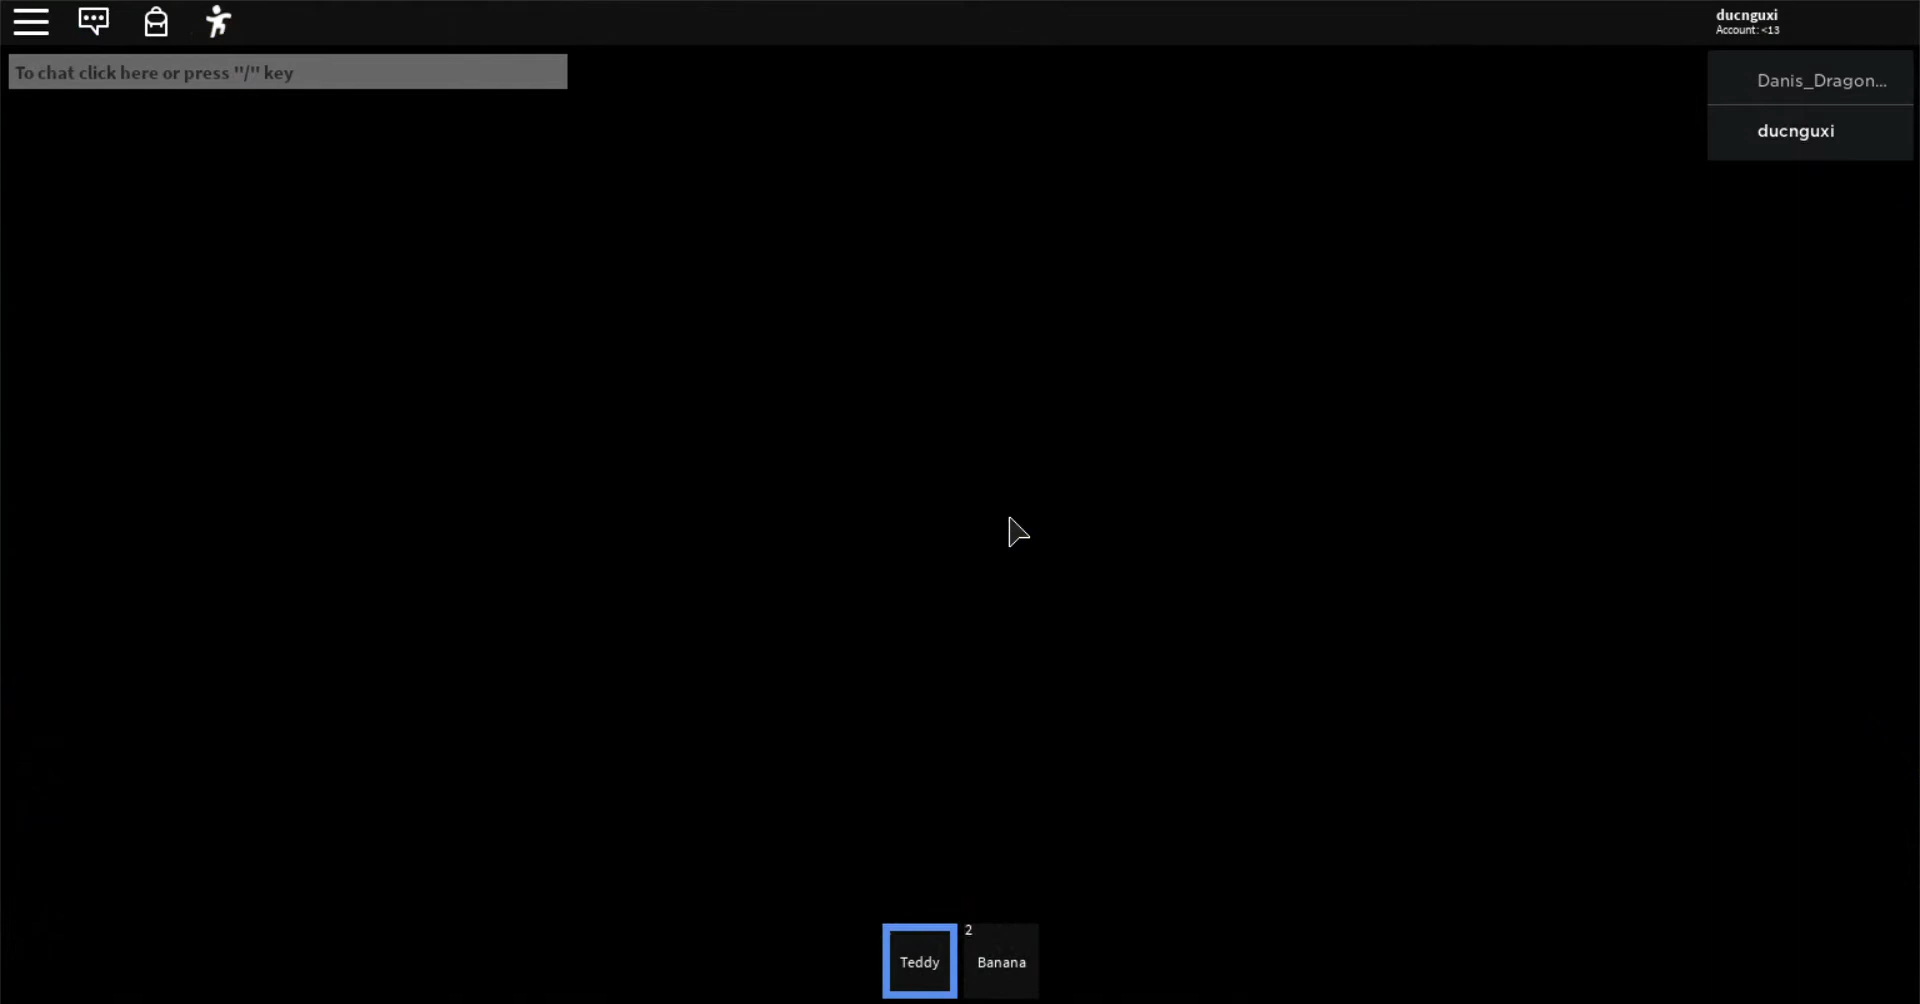 ducnguxi
Account: <13
To chat click here or press "/" key
Danis_Dragon...
ducnguxi
2
Teddy
Banana